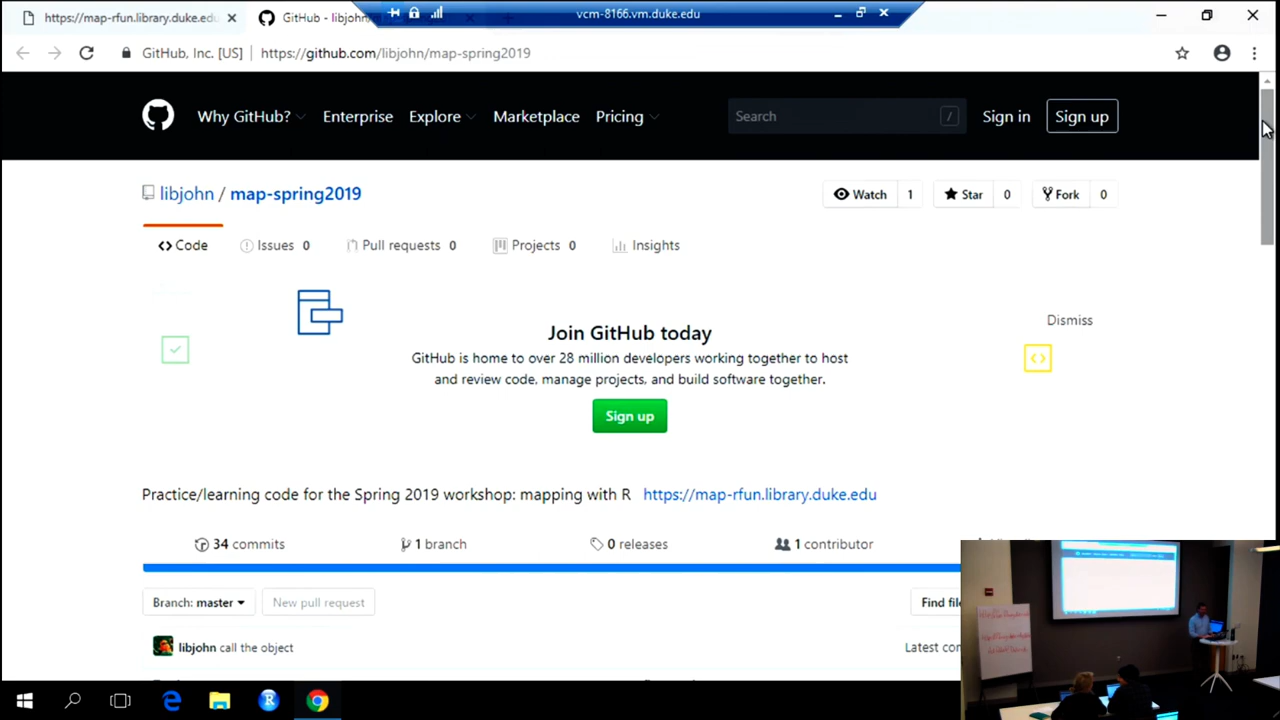 https://map-rfun.library.duke.edu
GitHub - libjohn
vcm-8166.vm.duke.edu
GitHub, Inc. [US]
https://github.com/libjohn/map-spring2019
Why GitHub?
Enterprise
Explore
Marketplace
Pricing
Search
/
Sign in
Sign up
libjohn / map-spring2019
Watch 1
Star 0
Fork 0
Code
Issues 0
Pull requests 0
Projects 0
Insights
Join GitHub today
Dismiss
GitHub is home to over 28 million developers working together to host
and review code, manage projects, and build software together.
Sign up
Practice/learning code for the Spring 2019 workshop: mapping with R https://map-rfun.library.duke.edu
34 commits
1 branch
0 releases
1 contributor
Branch: master
New pull request
Find file
libjohn call the object
Latest com